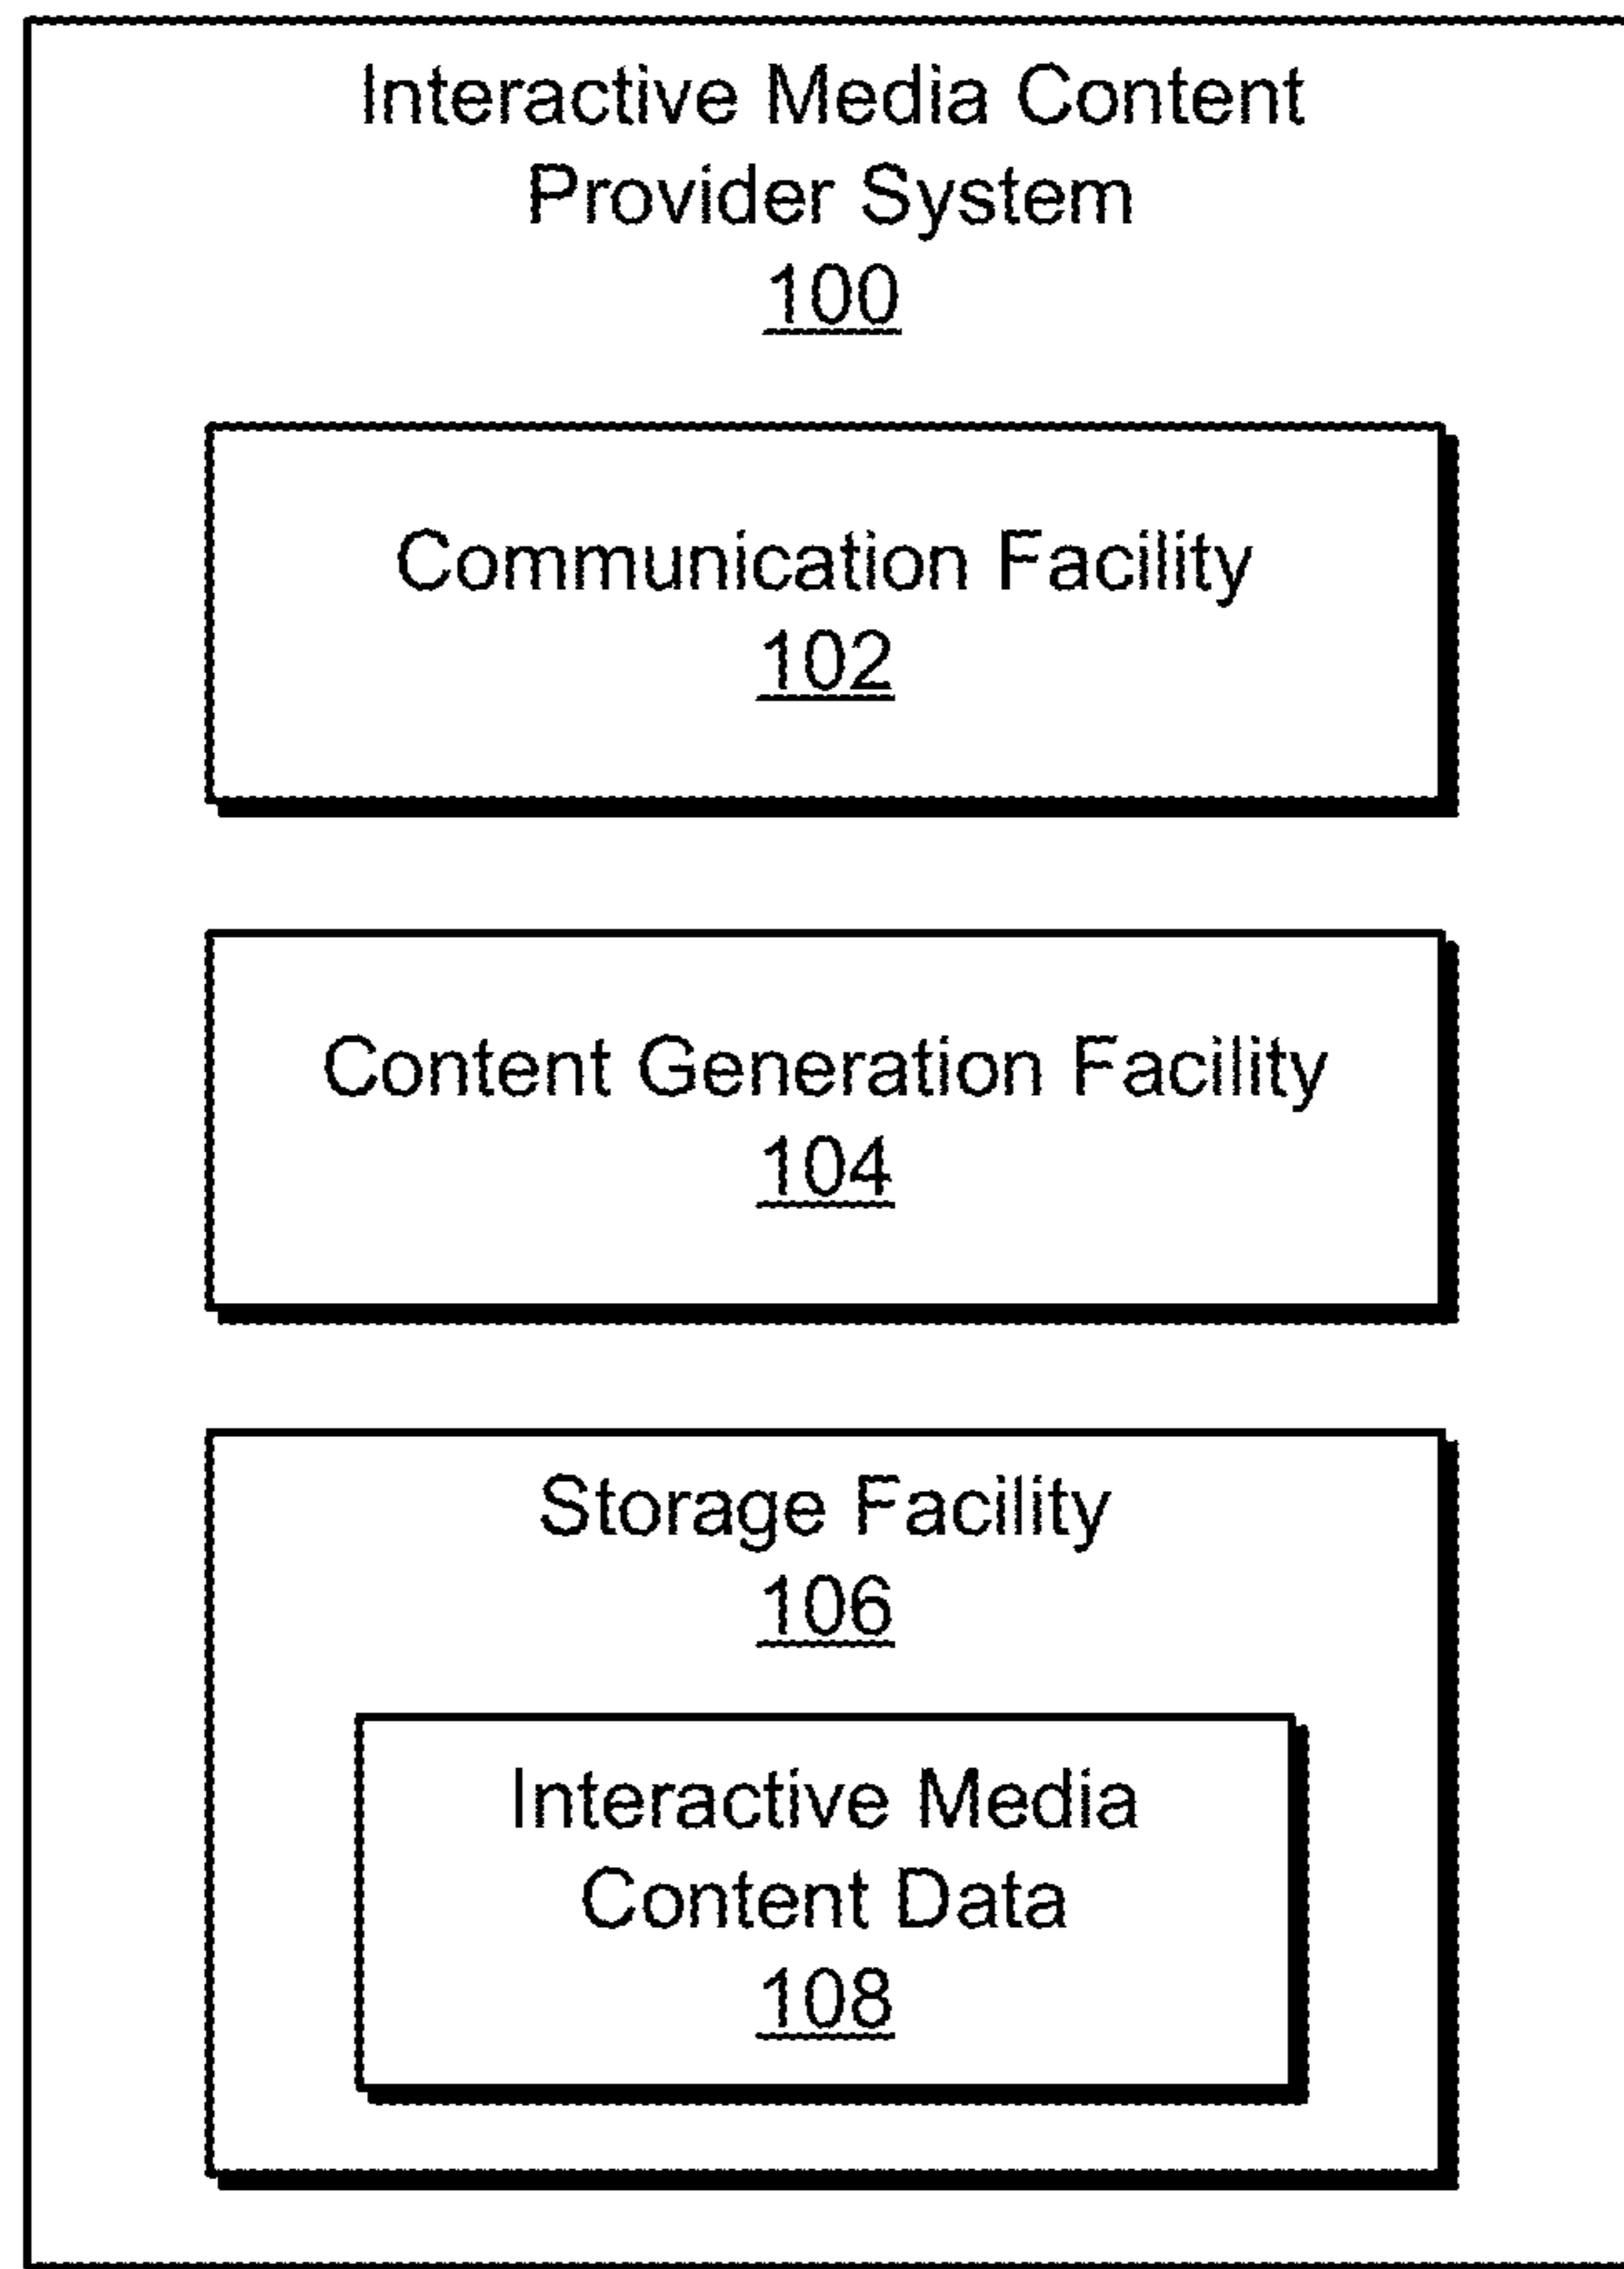 Interactive Media Content
Provider System
100
Communication Facility
102
Content Generation Facility
104
Storage Facility
106
Interactive Media
Content Data
108